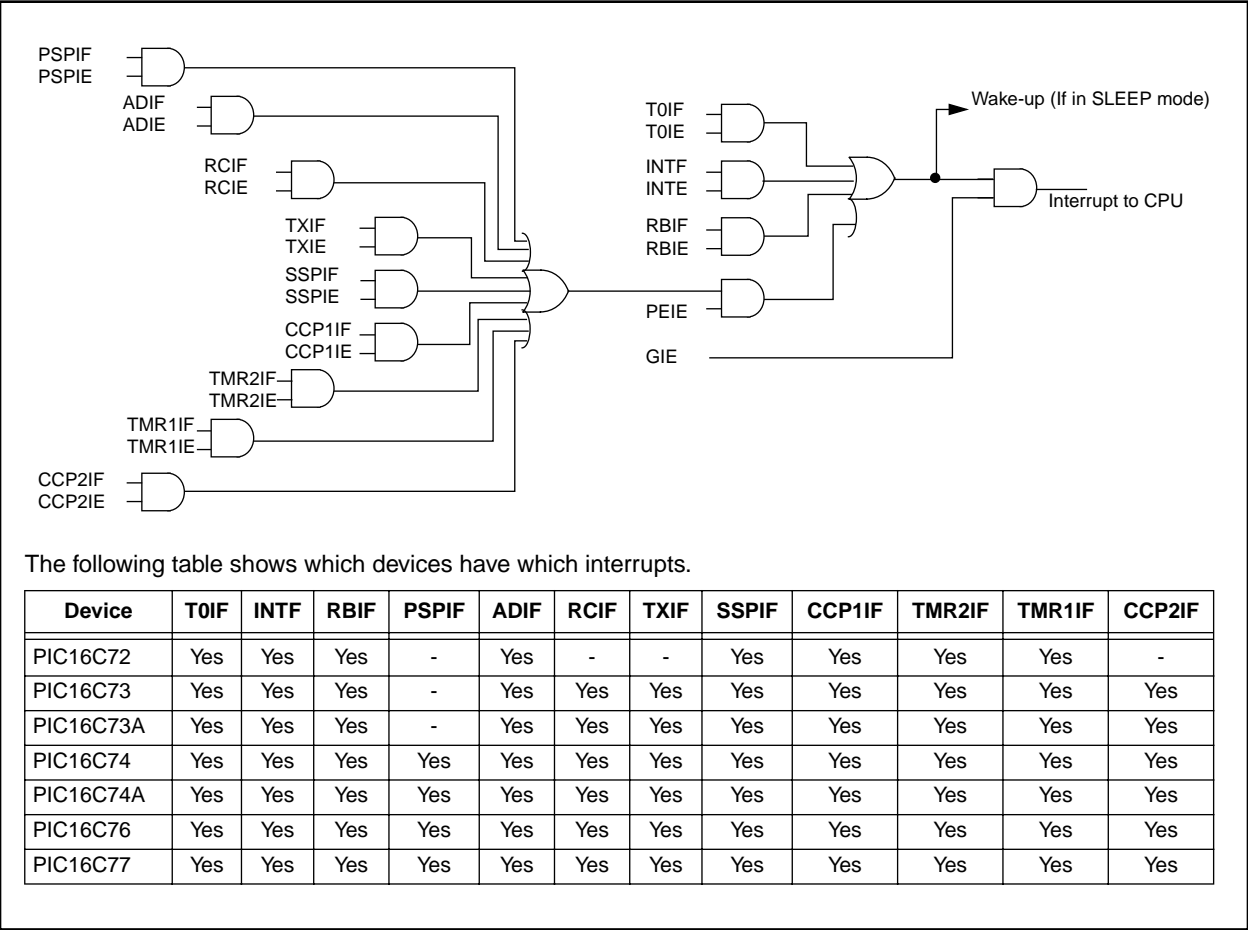 PSPIF
PSPIE
ADIF
ADIE
RCIF
RCIE
TXIF
TXIE
SSPIF
SSPIE
CCP1IF
CCP1IE
TMR2IF
TMR2IE
TMR1IF
TMR1IE
CCP2IF
CCP2IE
T0IF
T0IE
INTF
INTE
RBIF
RBIE
PEIE
GIE
Wake-up (If in SLEEP mode)
Interrupt to CPU
The following table shows which devices have which interrupts.
Device T0IF INTF RBIF PSPIF ADIF RCIF TXIF SSPIF CCP1IF TMR2IF TMR1IF CCP2IF
PIC16C72 Yes Yes Yes - Yes - - Yes Yes Yes Yes -
PIC16C73 Yes Yes Yes - Yes Yes Yes Yes Yes Yes Yes Yes
PIC16C73A Yes Yes Yes - Yes Yes Yes Yes Yes Yes Yes Yes
PIC16C74 Yes Yes Yes Yes Yes Yes Yes Yes Yes Yes Yes Yes
PIC16C74A Yes Yes Yes Yes Yes Yes Yes Yes Yes Yes Yes Yes
PIC16C76 Yes Yes Yes Yes Yes Yes Yes Yes Yes Yes Yes Yes
PIC16C77 Yes Yes Yes Yes Yes Yes Yes Yes Yes Yes Yes Yes